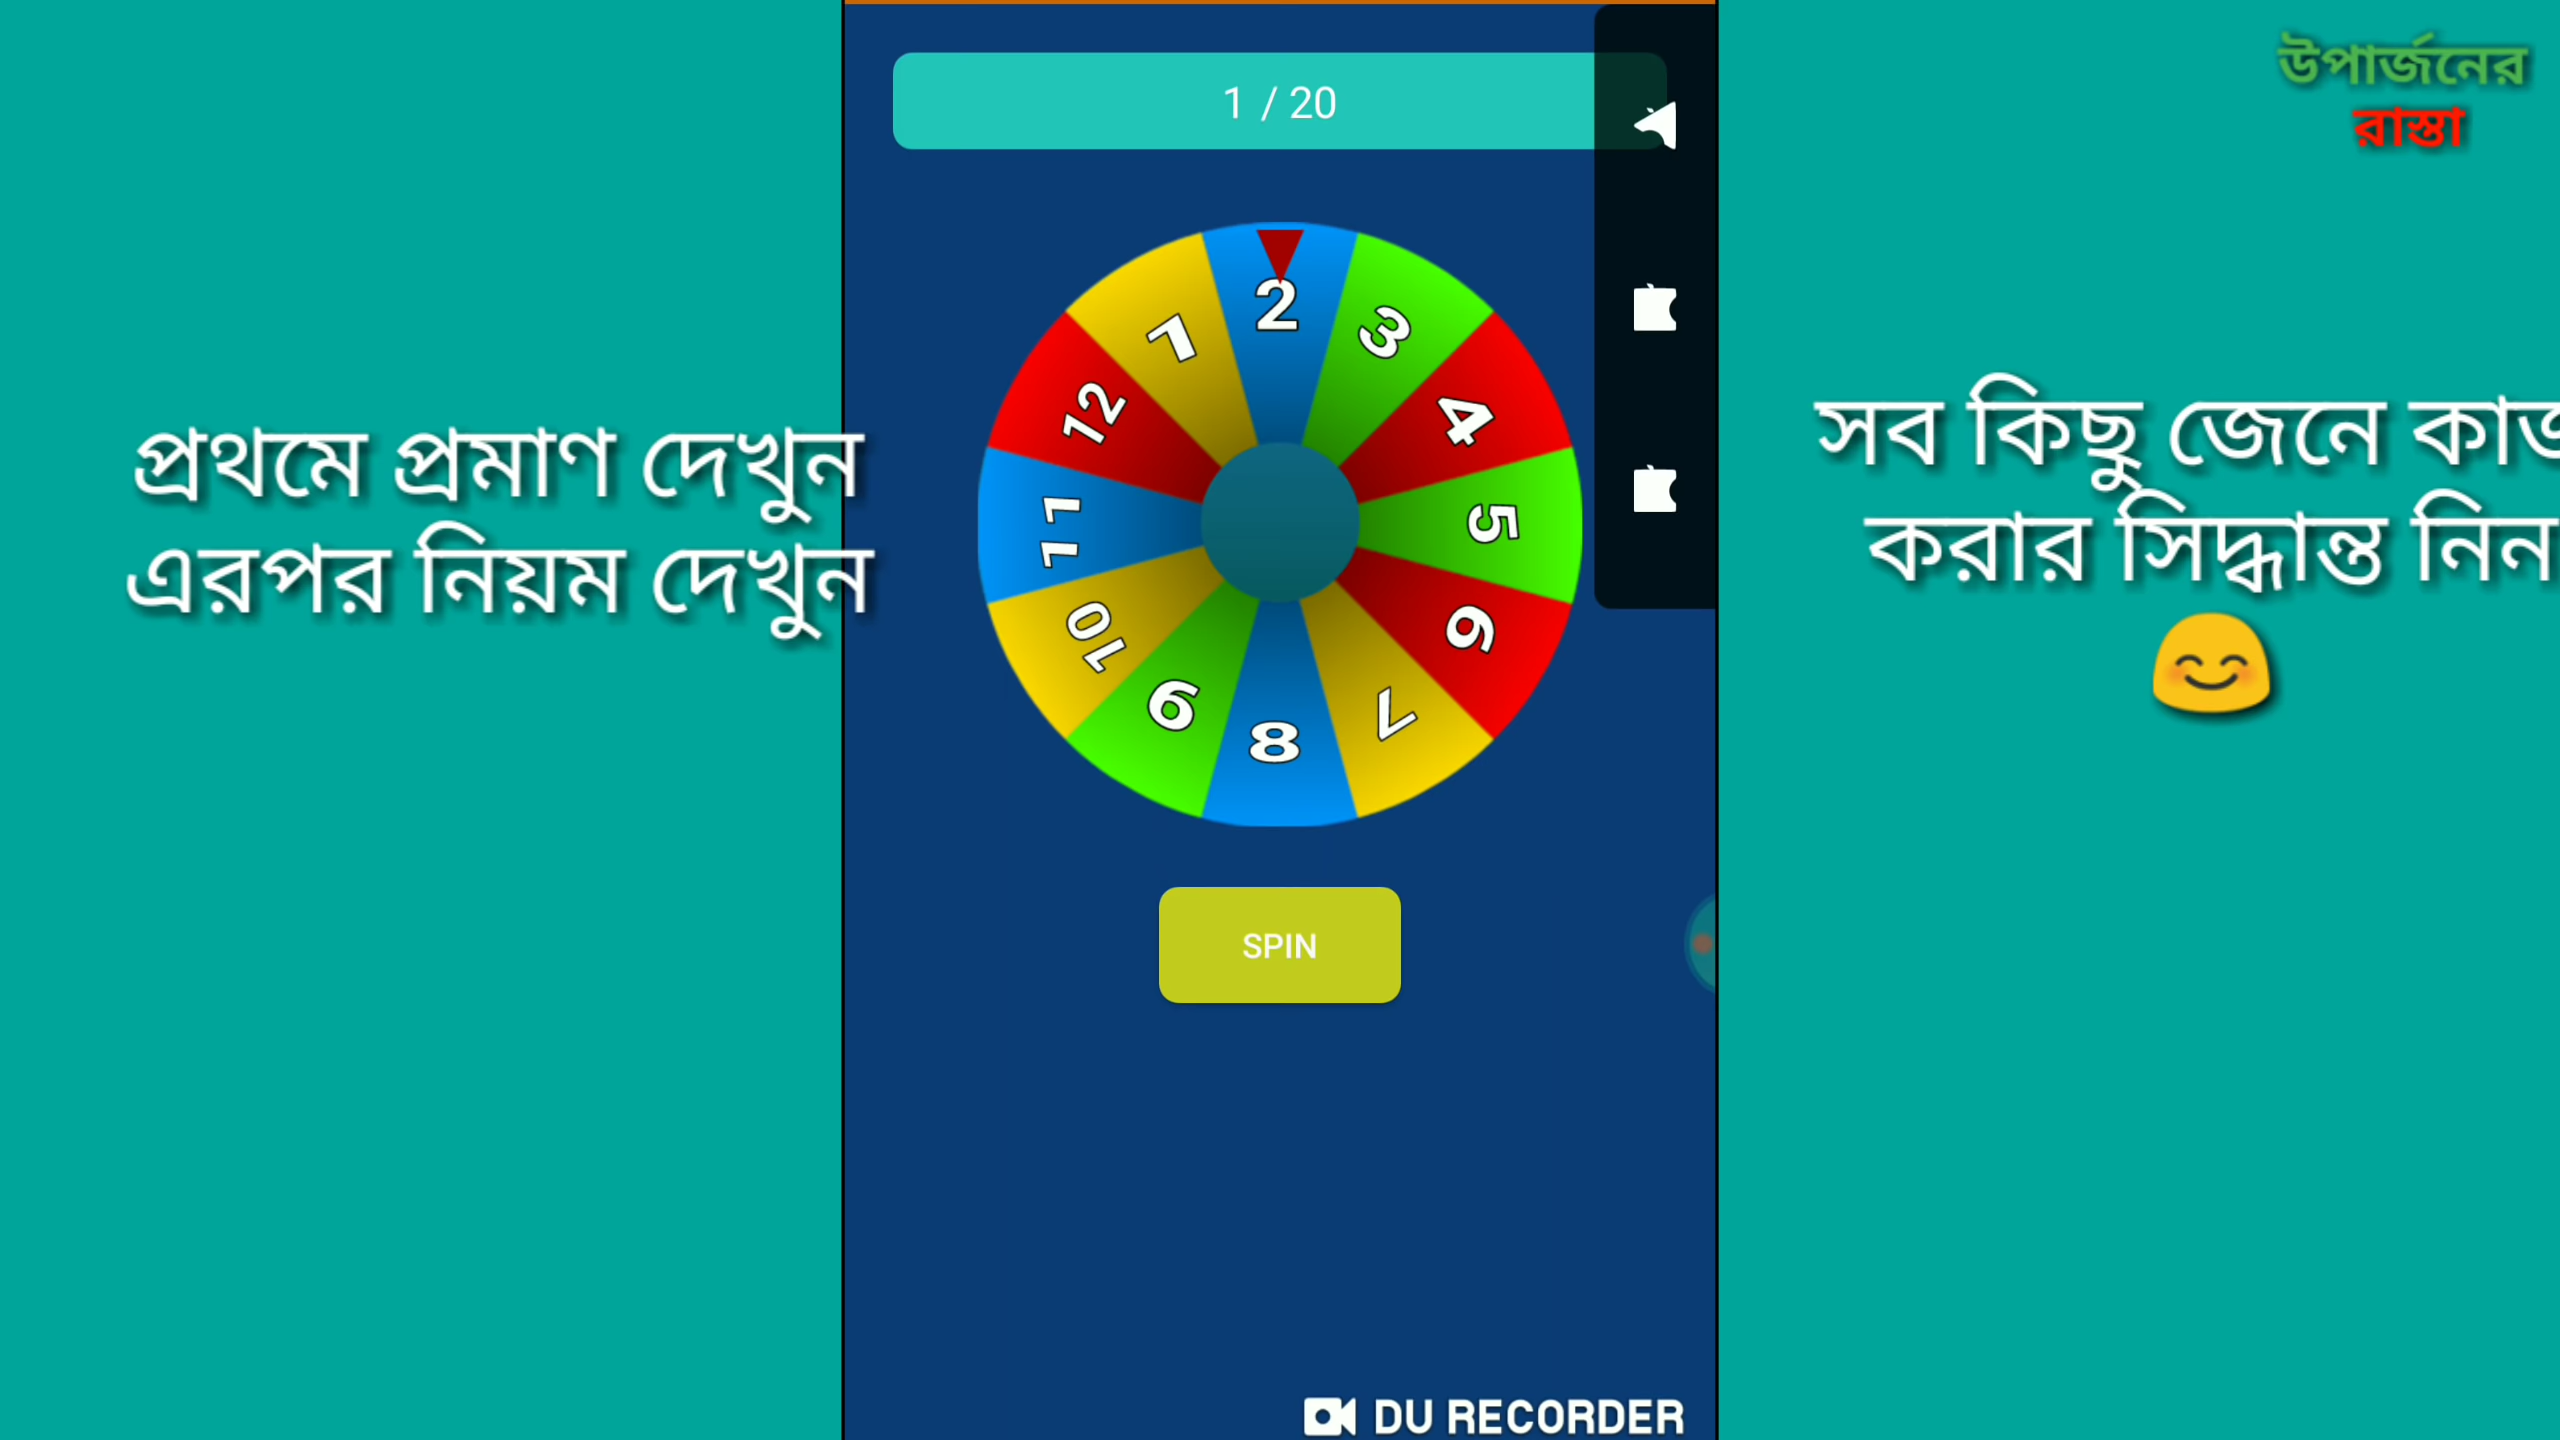 উপার্জনের
রাস্তা
1 / 20
প্রথমে প্রমাণ দেখুন
এরপর নিয়ম দেখুন
সব কিছু জেনে
করার সিদ্ধান্ত নিন
2
3
4
5
6
7
8
9
10
11
12
1
SPIN
DU RECORDER